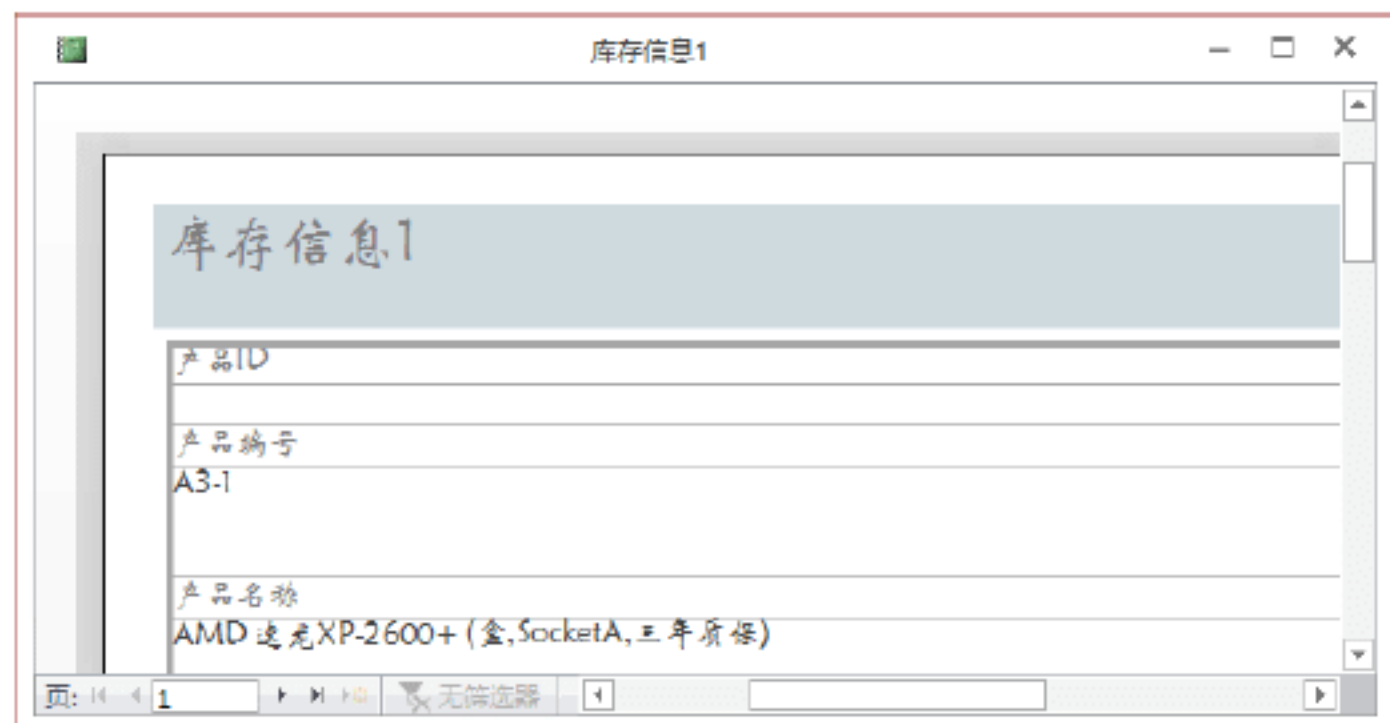 库存信息1
库存信息1
产品ID
产品编号
A3-1
产品名称
AMD 速龙XP-2600+ (盒,SocketA,三年质保)
页: 1 无筛选器